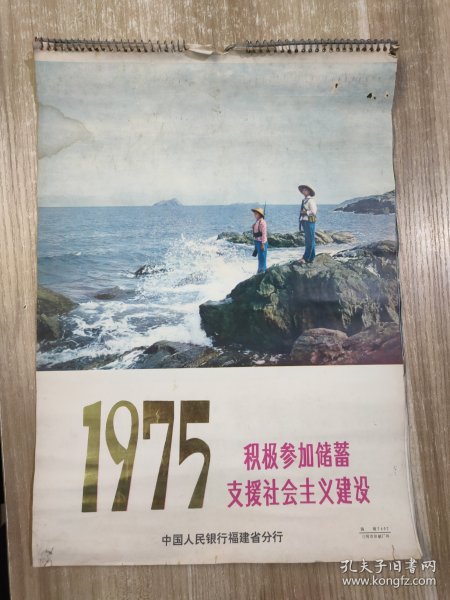 1975
积极参加储蓄
支援社会主义建设
中国人民银行福建省分行
孔夫子旧书网
book.kongfz.com